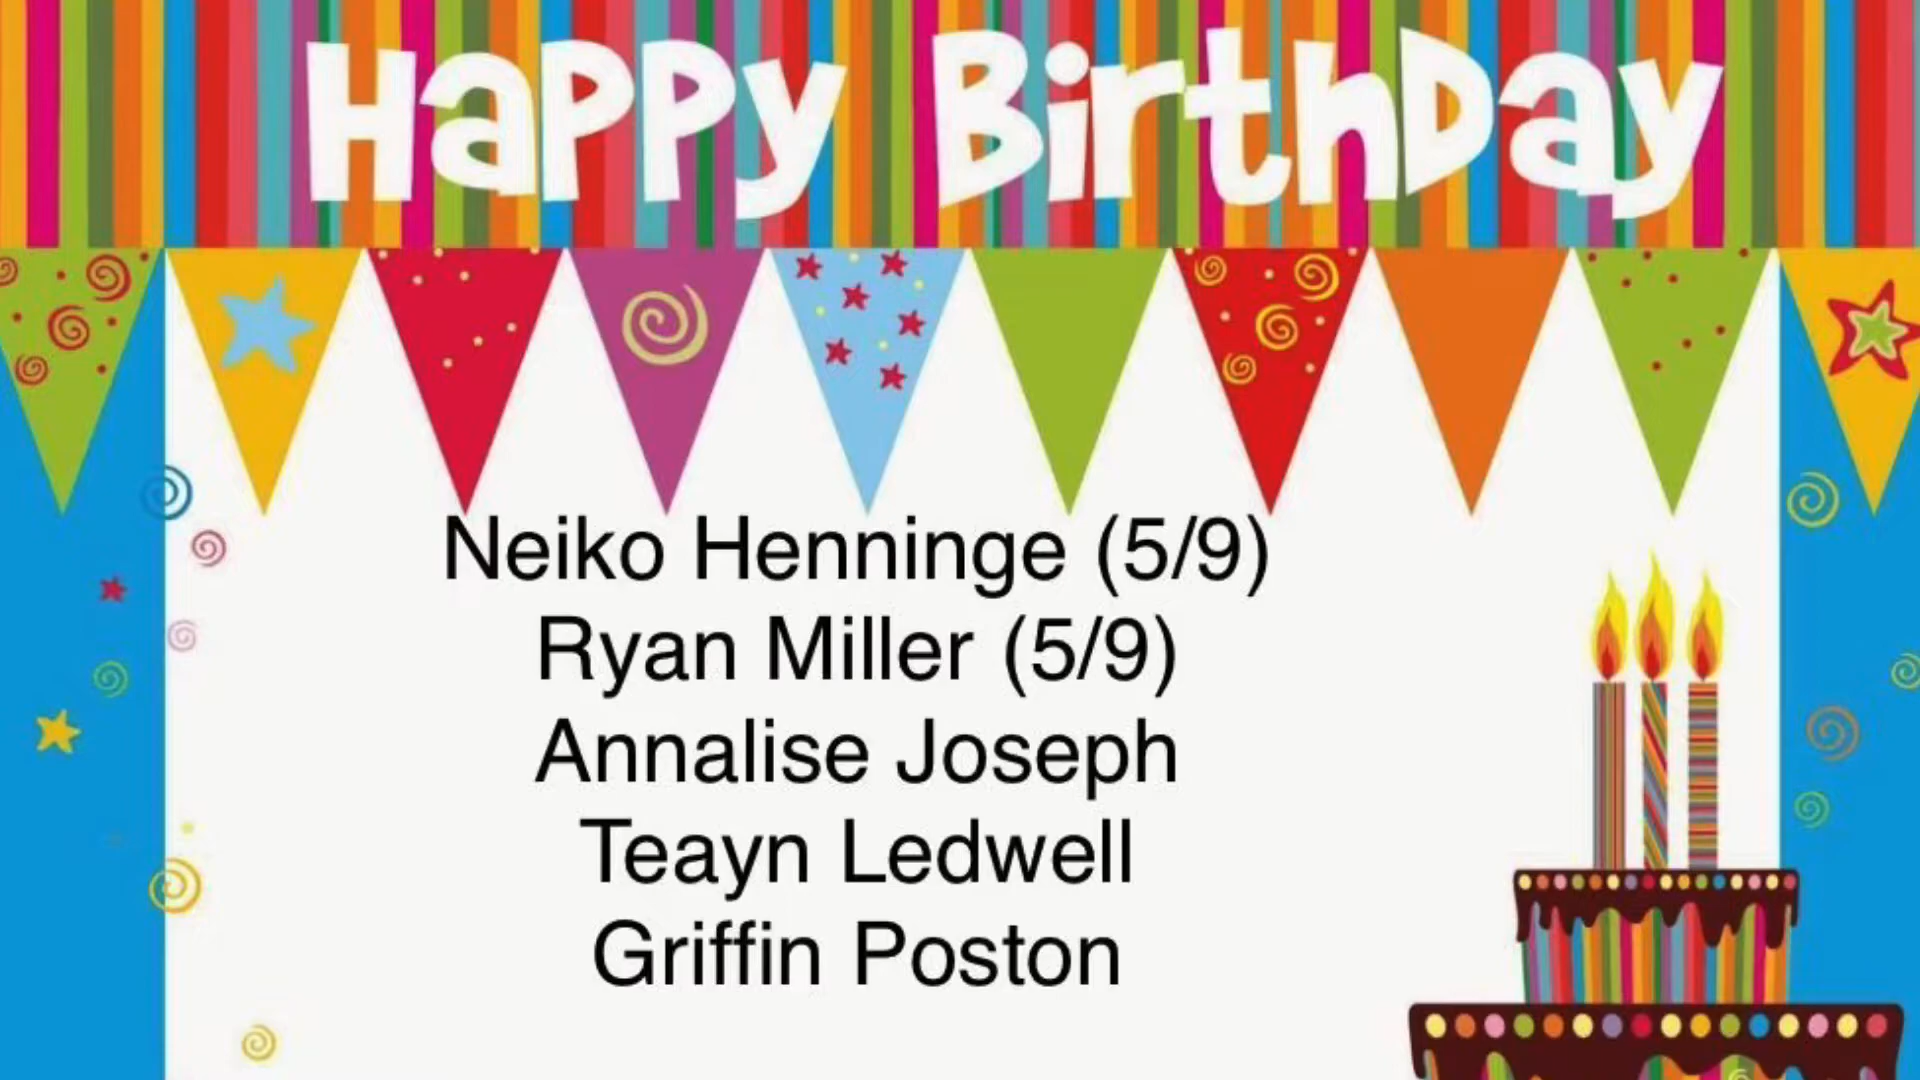 Happy Birthday
Neiko Henninge (5/9)
Ryan Miller (5/9)
Annalise Joseph
Teayn Ledwell
Griffin Poston